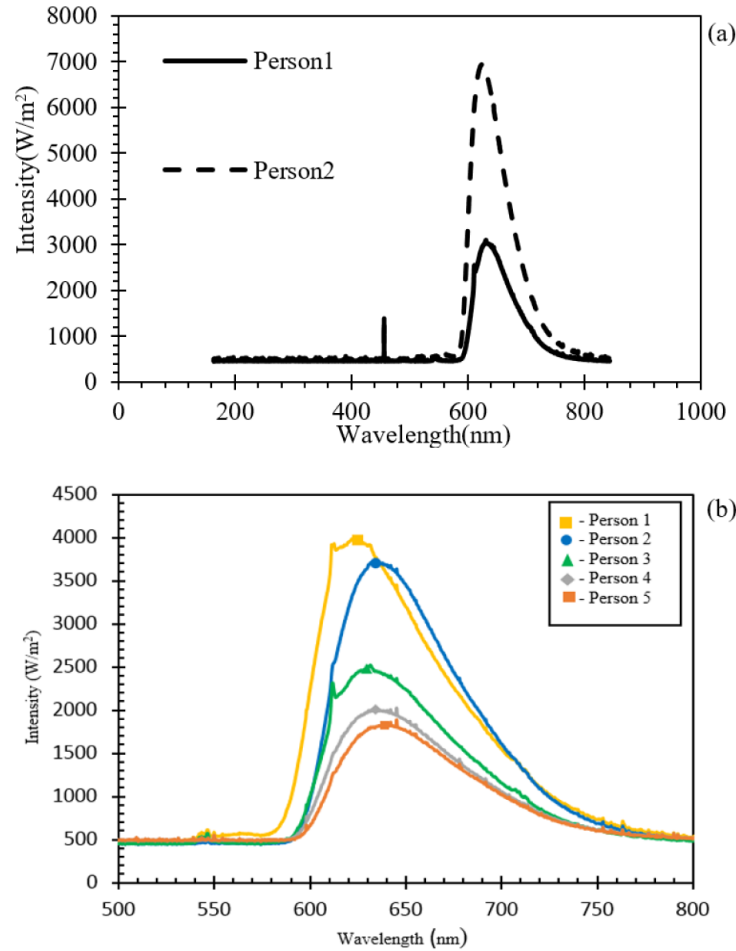 (a)
Intensity(W/m²)
8000
7000
6000
5000
4000
3000
2000
1000
0
Person1
Person2
0 200 400 600 800 1000
Wavelength(nm)
(b)
Intensity (W/m²)
4500
4000
3500
3000
2500
2000
1500
1000
500
0
- Person 1
- Person 2
- Person 3
- Person 4
- Person 5
500 550 600 650 700 750 800
Wavelength (nm)